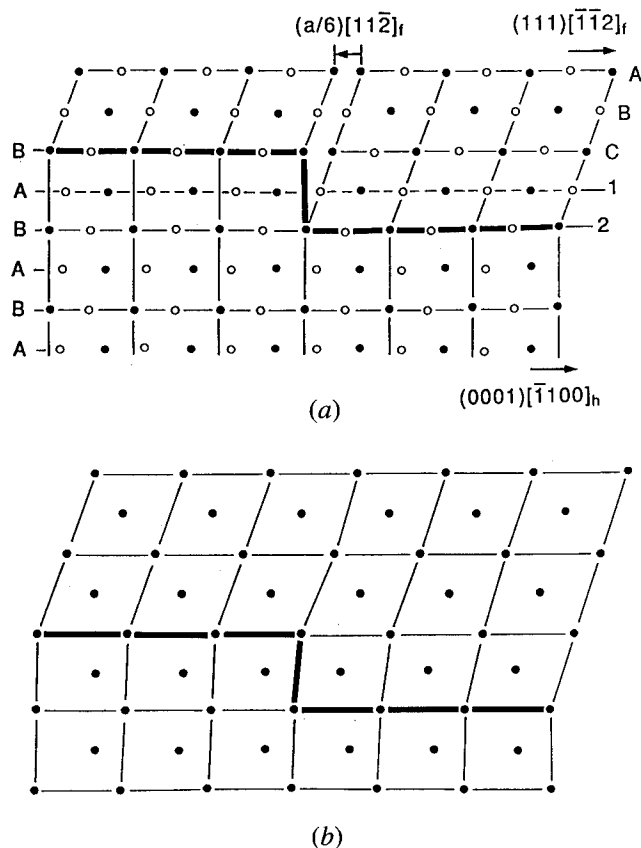 (a/6)[112̄]f
(111)[1̄1̄2]f
A
B
B
C
A
1
B
2
A
B
A
(0001)[1̄100]h
(a)
(b)